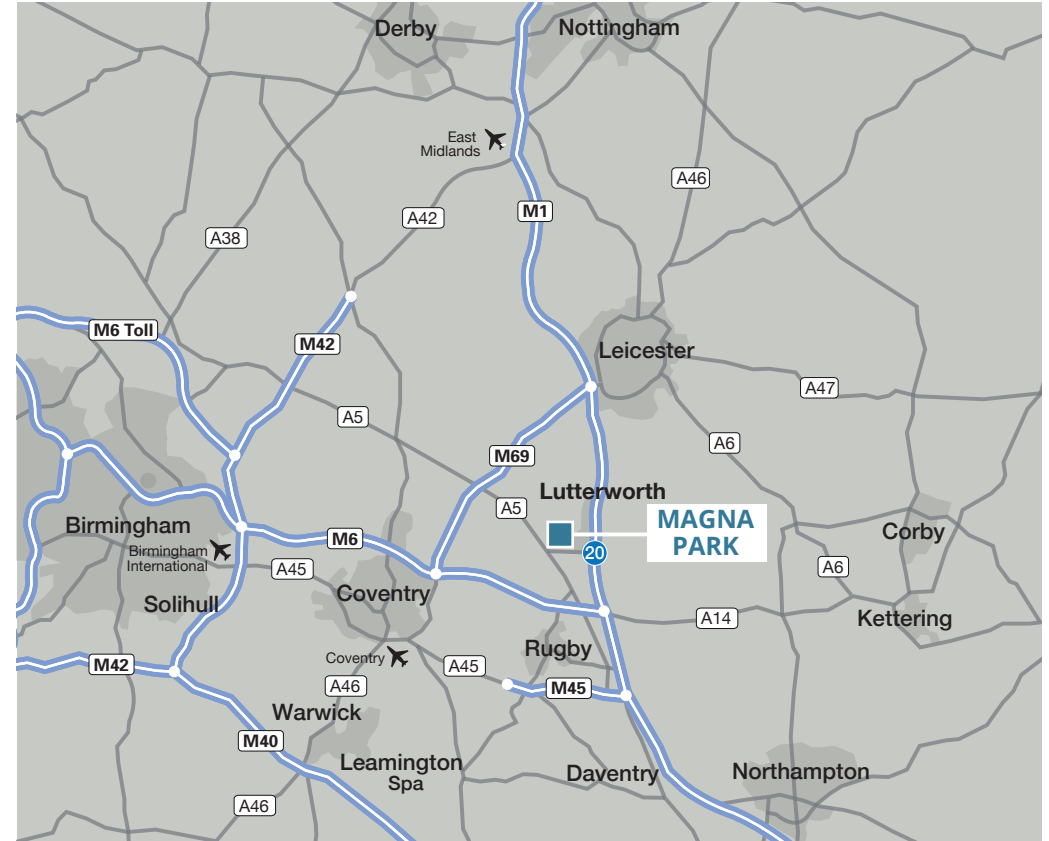 Derby
Nottingham
East
Midlands
A46
M1
A42
A38
M6 Toll
M42
Leicester
A47
A5
A6
M69
Lutterworth
A5
MAGNA
PARK
Birmingham
Birmingham
International
M6
20
Corby
A45
A6
Solihull
Coventry
A14
Kettering
Rugby
Coventry
M42
A45
A46
M45
Warwick
M40
Leamington
Spa
Daventry
Northampton
A46